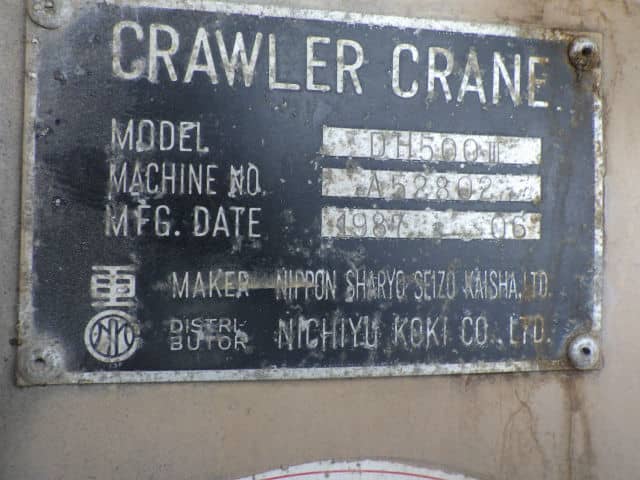 CRAWLER CRANE.
MODEL DH500III
MACHINE NO. A52802
MFG. DATE 1987 06
MAKER NIPPON SHARYO SEIZO KAISHA, LTD.
DISTRI-
BUTOR NICHIYU KOKI CO., LTD.